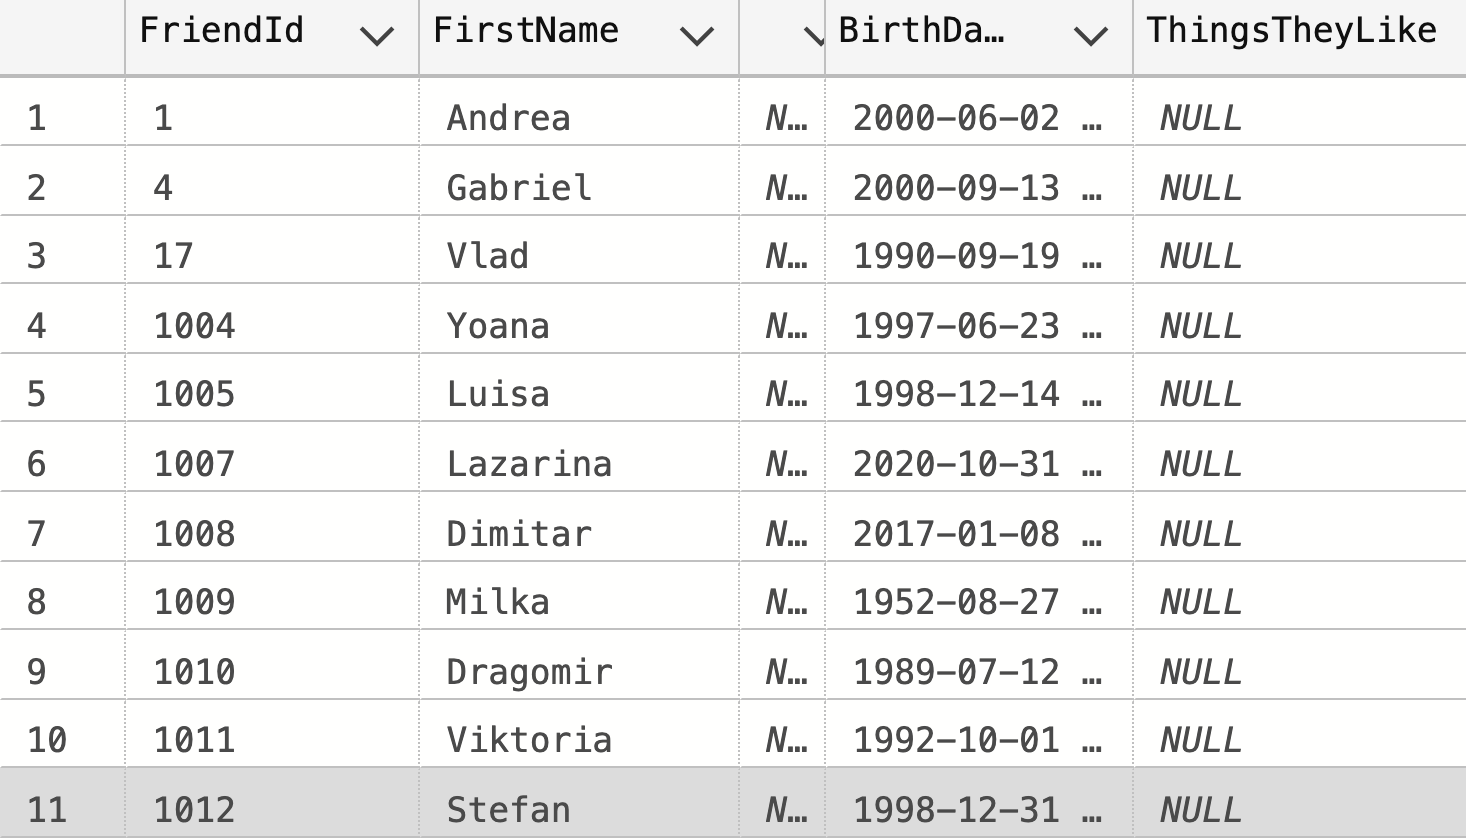 FriendId FirstName BirthDa… ThingsTheyLike
1 1 Andrea N… 2000-06-02 … NULL
2 4 Gabriel N… 2000-09-13 … NULL
3 17 Vlad N… 1990-09-19 … NULL
4 1004 Yoana N… 1997-06-23 … NULL
5 1005 Luisa N… 1998-12-14 … NULL
6 1007 Lazarina N… 2020-10-31 … NULL
7 1008 Dimitar N… 2017-01-08 … NULL
8 1009 Milka N… 1952-08-27 … NULL
9 1010 Dragomir N… 1989-07-12 … NULL
10 1011 Viktoria N… 1992-10-01 … NULL
11 1012 Stefan N… 1998-12-31 … NULL